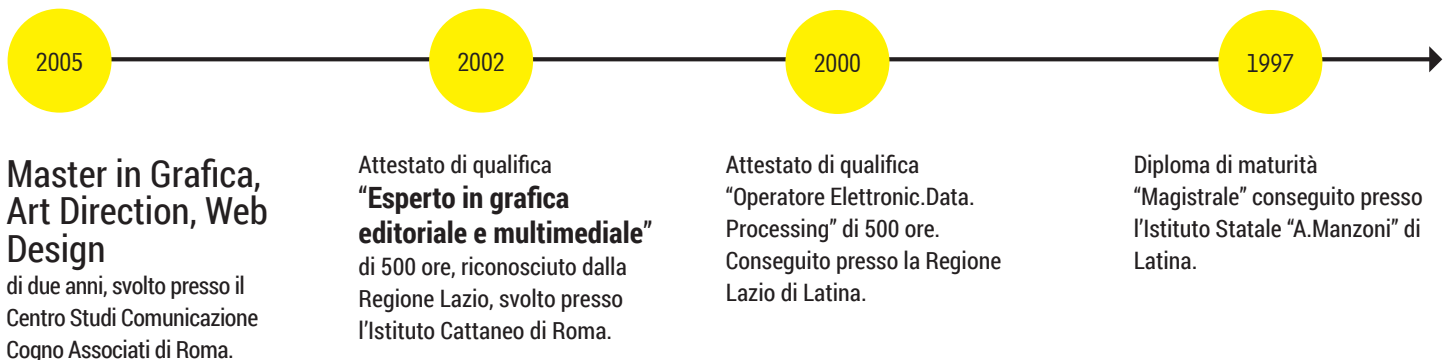 2005
Master in Grafica,
Art Direction, Web
Design
di due anni, svolto presso il
Centro Studi Comunicazione
Cogno Associati di Roma.
2002
Attestato di qualifica
“Esperto in grafica
editoriale e multimediale”
di 500 ore, riconosciuto dalla
Regione Lazio, svolto presso
l’Istituto Cattaneo di Roma.
2000
Attestato di qualifica
“Operatore Elettronic.Data.
Processing” di 500 ore.
Conseguito presso la Regione
Lazio di Latina.
1997
Diploma di maturità
“Magistrale” conseguito presso
l’Istituto Statale “A.Manzoni” di
Latina.